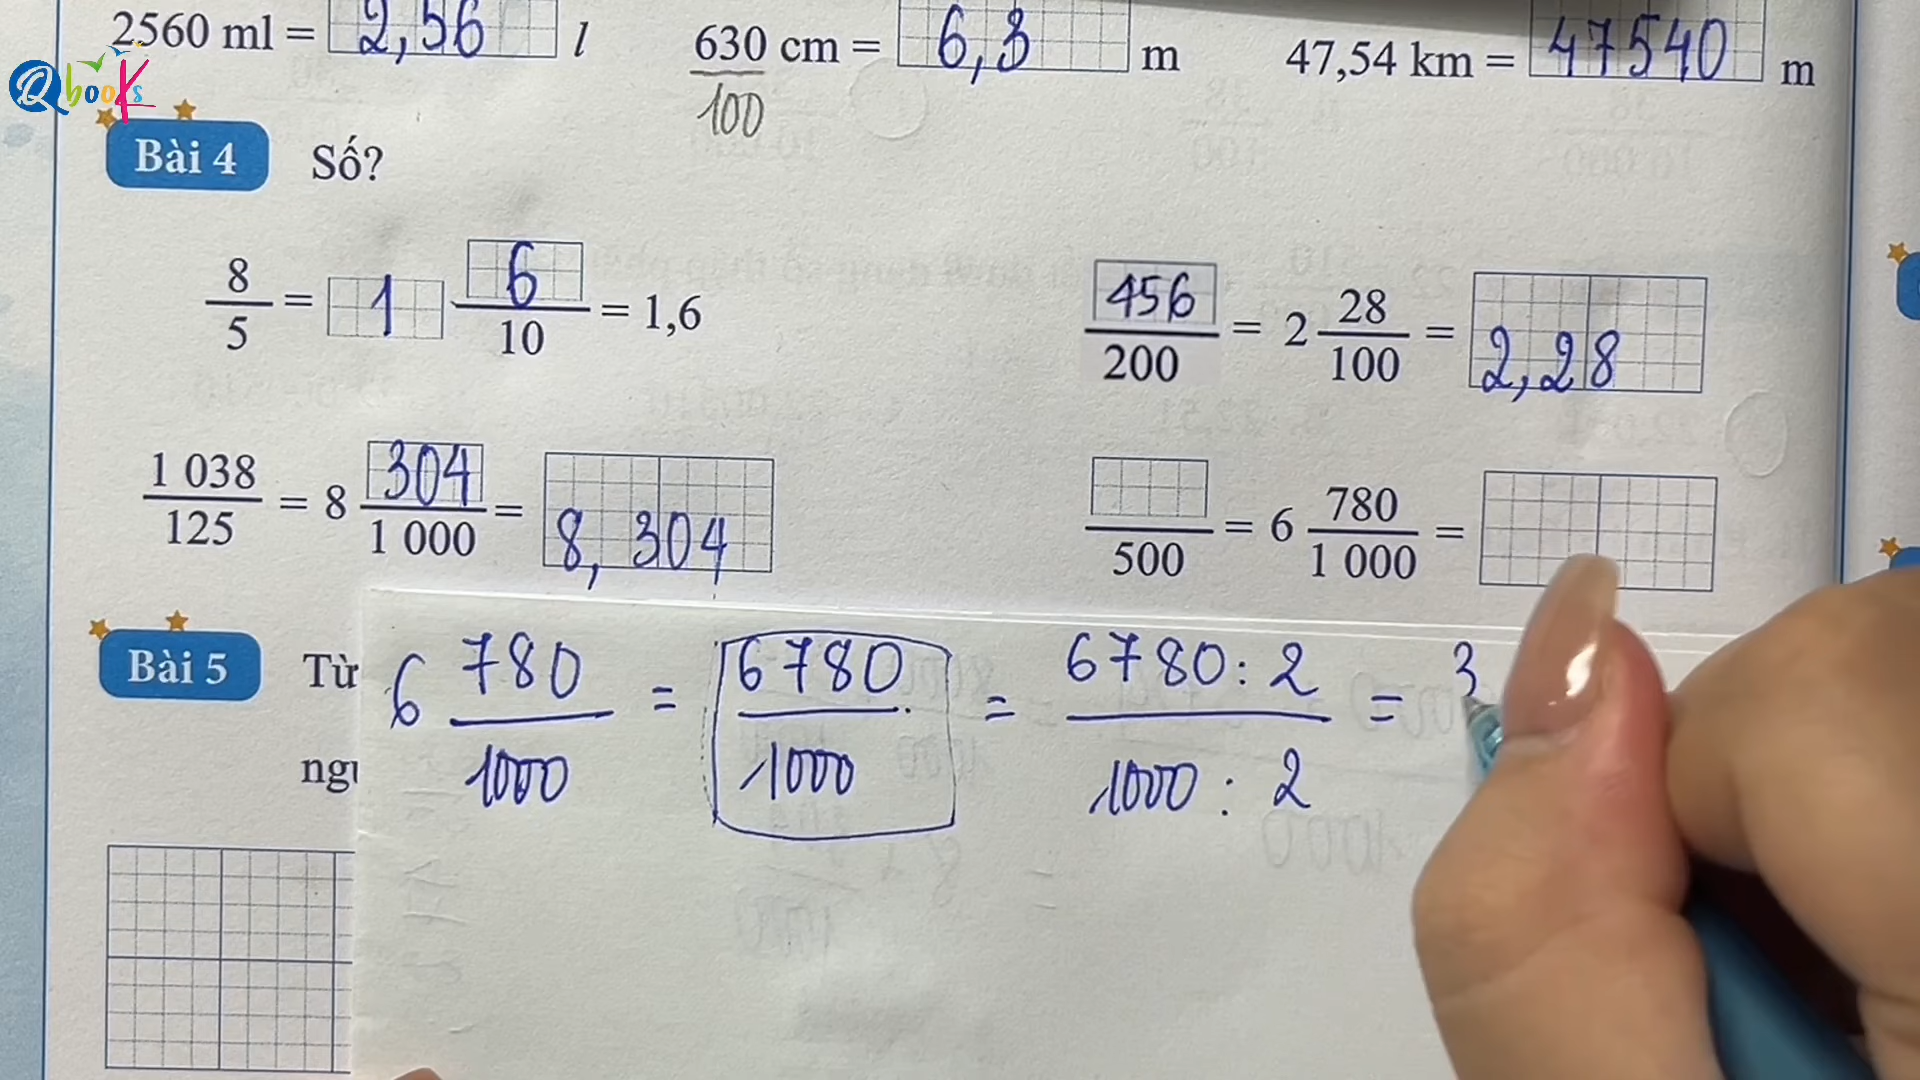 2560 ml = 2,56 l 630/100 cm = 6,3 m 47,54 km = 47540 m
Qbooks
Bài 4 Số?
8/5 = 1 6/10 = 1,6 456/200 = 2 28/100 = 2,28
1 038/125 = 8 304/1 000 = 8,304 /500 = 6 780/1 000 =
Bài 5 Từ
6 780/1000 = 6780/1000 = 6780 : 2/1000 : 2 = 3